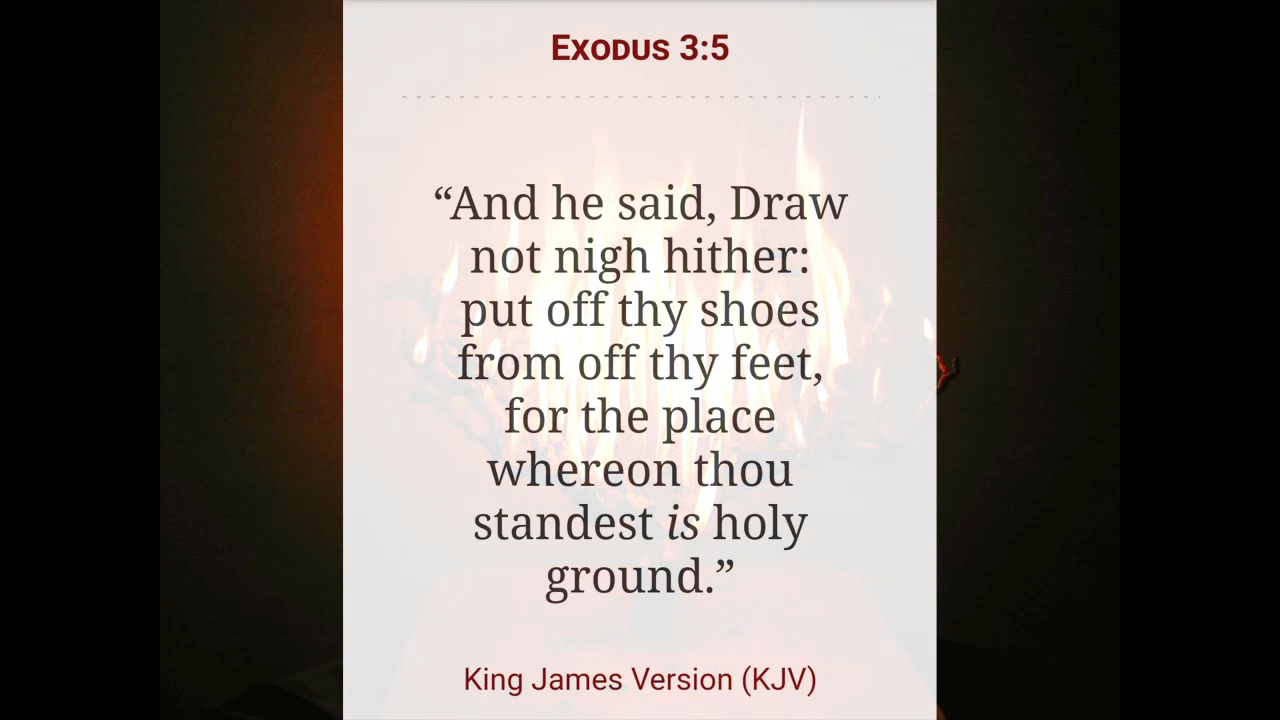 Exodus 3:5
“And he said, Draw
not nigh hither:
put off thy shoes
from off thy feet,
for the place
whereon thou
standest is holy
ground.”
King James Version (KJV)